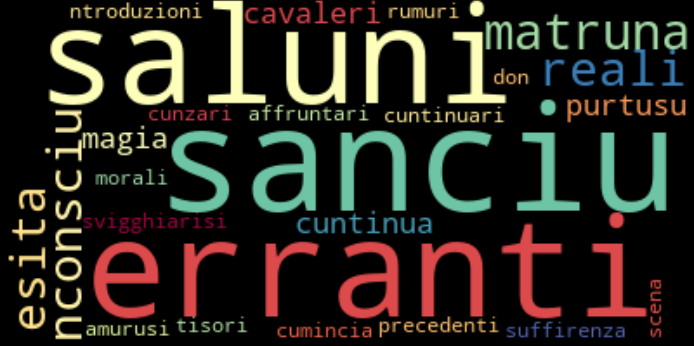 ntroduzioni cavaleri rumuri
saluni matruna
don reali
cunzari affruntari cuntinuari purtusu
magia sanciu
morali
svigghiarisi cuntinua
esita nconsciu erranti
amurusi tisori cumincia precedenti suffirenza scena